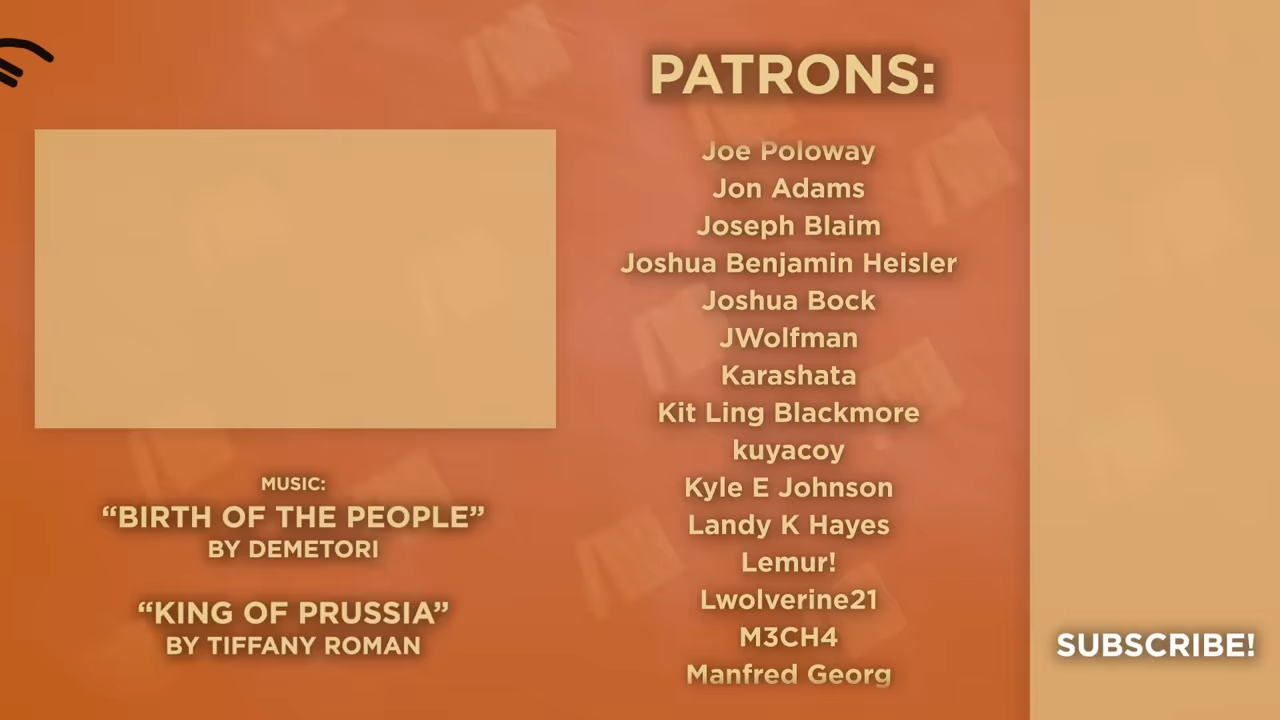 PATRONS:
Joe Poloway
Jon Adams
Joseph Blaim
Joshua Benjamin Heisler
Joshua Bock
JWolfman
Karashata
Kit Ling Blackmore
kuyacoy
Kyle E Johnson
Landy K Hayes
Lemur!
Lwolverine21
M3CH4
Manfred Georg
MUSIC:
“BIRTH OF THE PEOPLE”
BY DEMETORI
“KING OF PRUSSIA”
BY TIFFANY ROMAN
SUBSCRIBE!